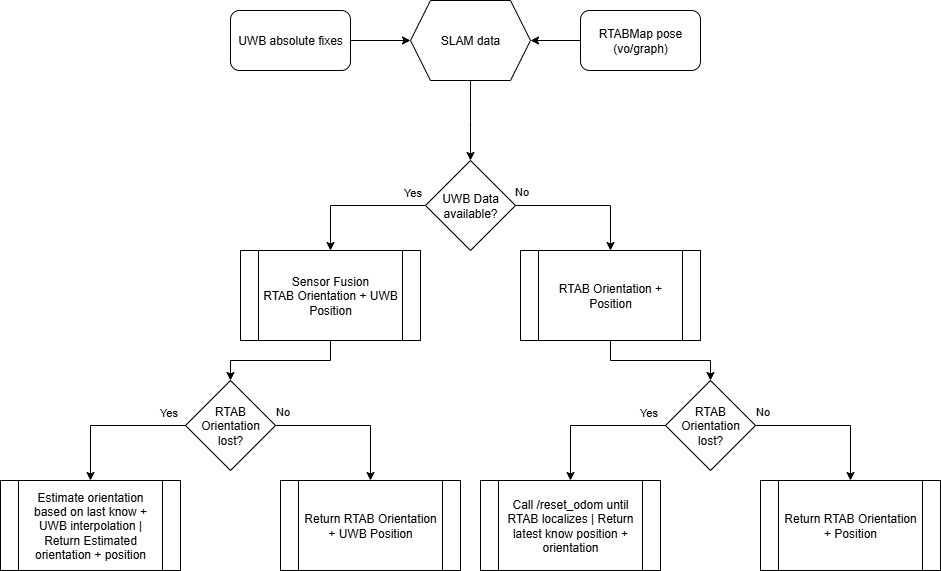 UWB absolute fixes
SLAM data
RTABMap pose
(vo/graph)
UWB Data
available?
Yes
No
Sensor Fusion
RTAB Orientation + UWB
Position
RTAB Orientation +
Position
RTAB
Orientation
lost?
Yes
No
RTAB
Orientation
lost?
Yes
No
Estimate orientation
based on last know +
UWB interpolation |
Return Estimated
orientation + position
Return RTAB Orientation
+ UWB Position
Call /reset_odom until
RTAB localizes | Return
latest know position +
orientation
Return RTAB Orientation
+ Position